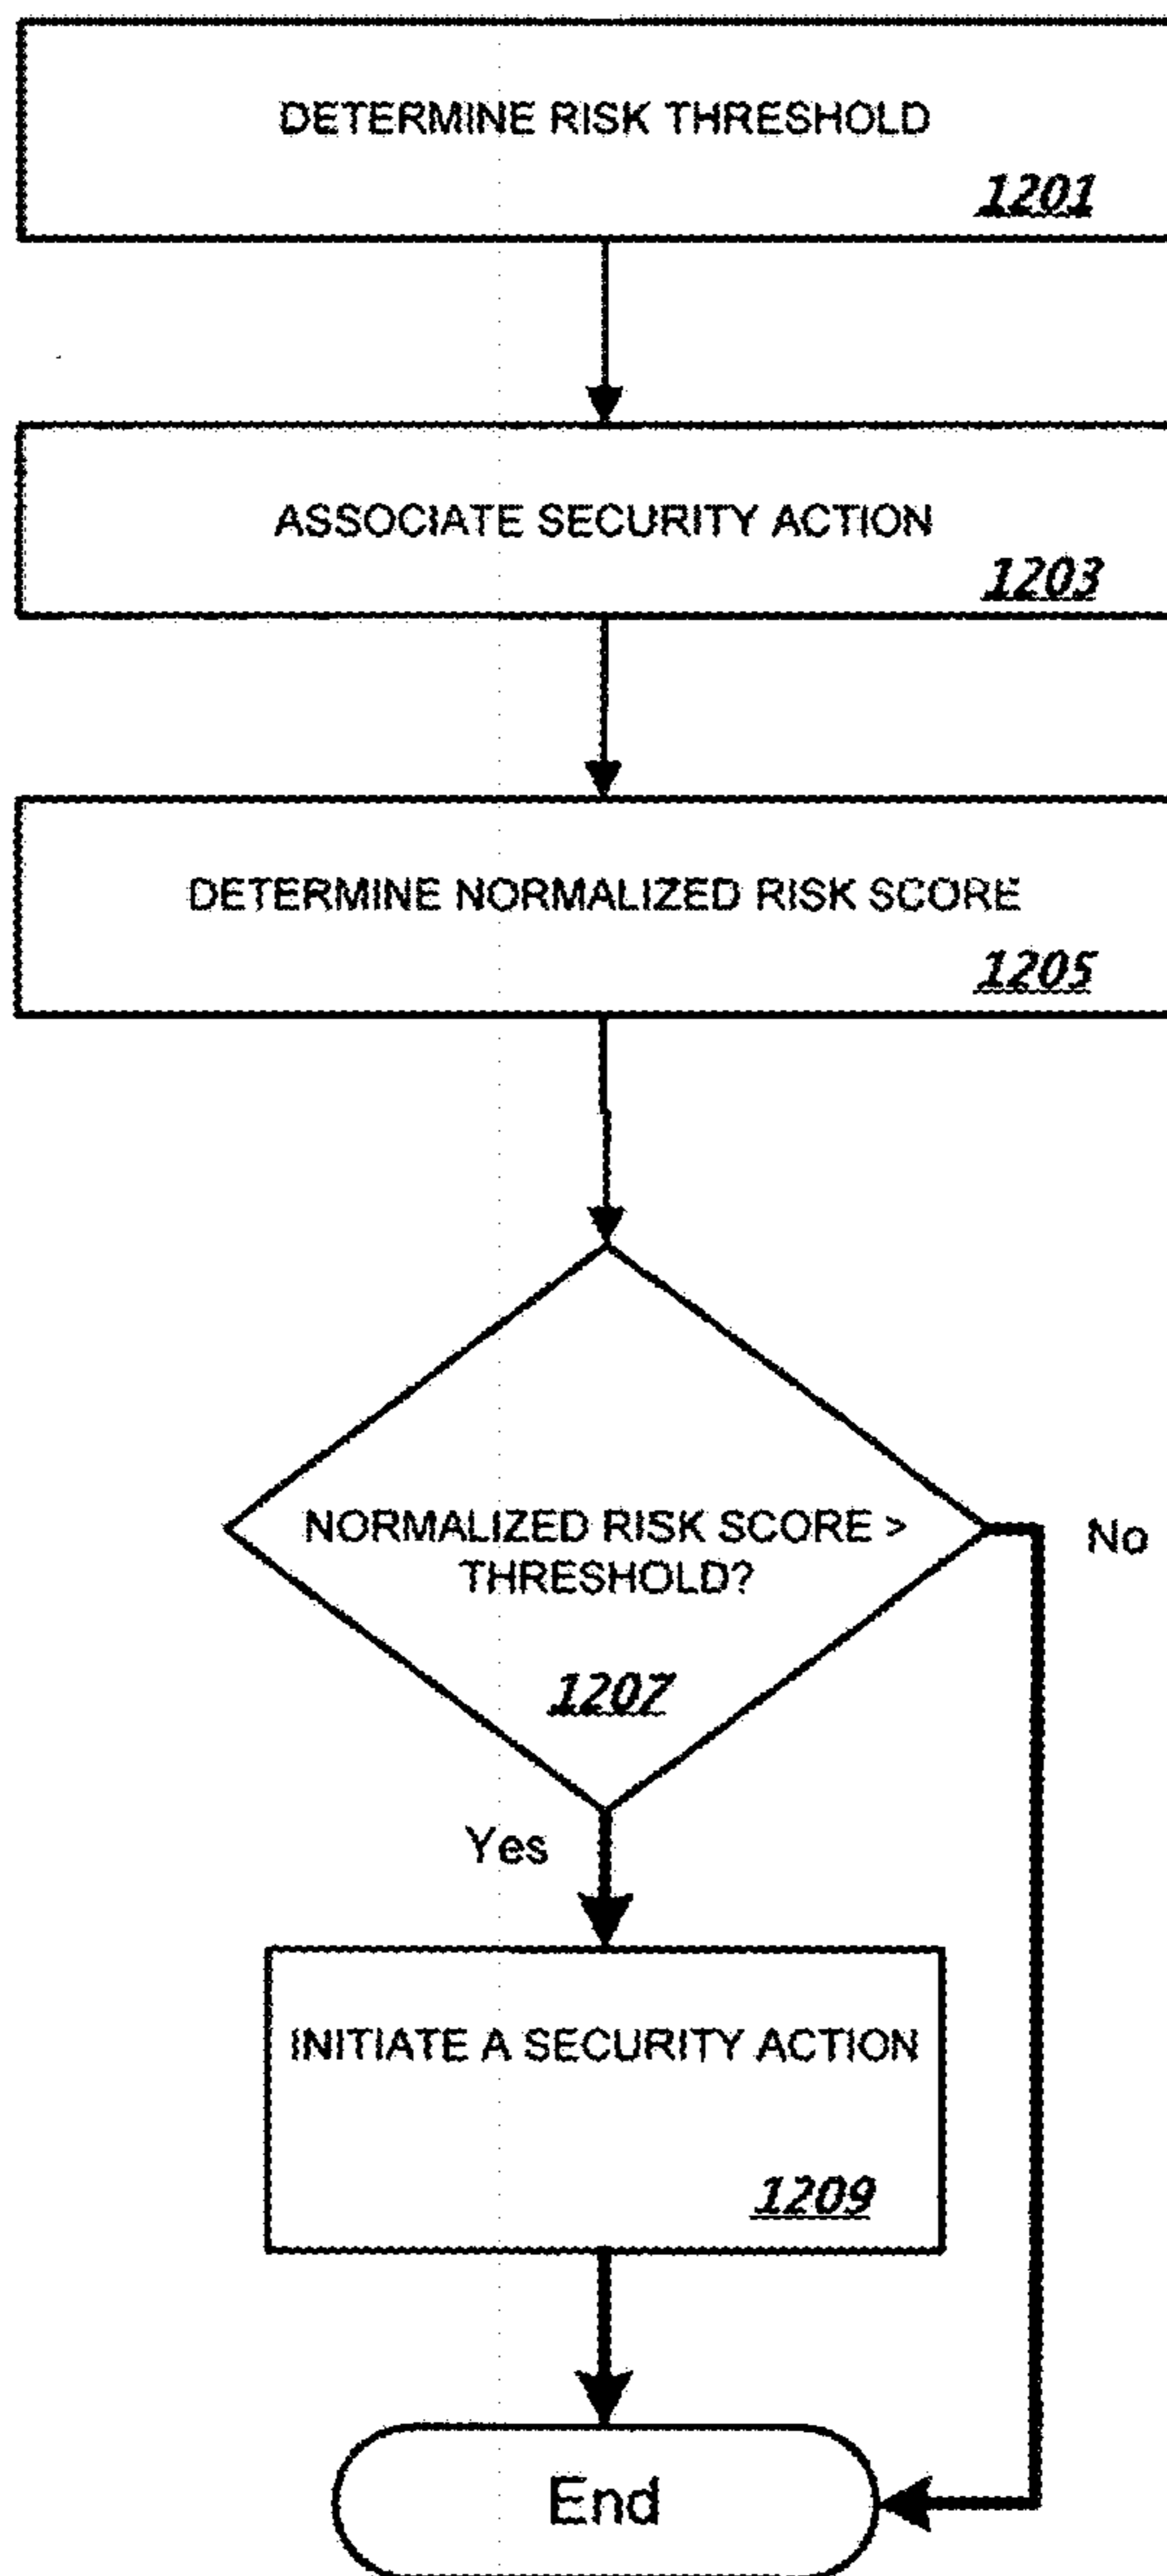 DETERMINE RISK THRESHOLD
1201
ASSOCIATE SECURITY ACTION
1203
DETERMINE NORMALIZED RISK SCORE
1205
NORMALIZED RISK SCORE >
THRESHOLD?
1207
No
Yes
INITIATE A SECURITY ACTION
1209
End